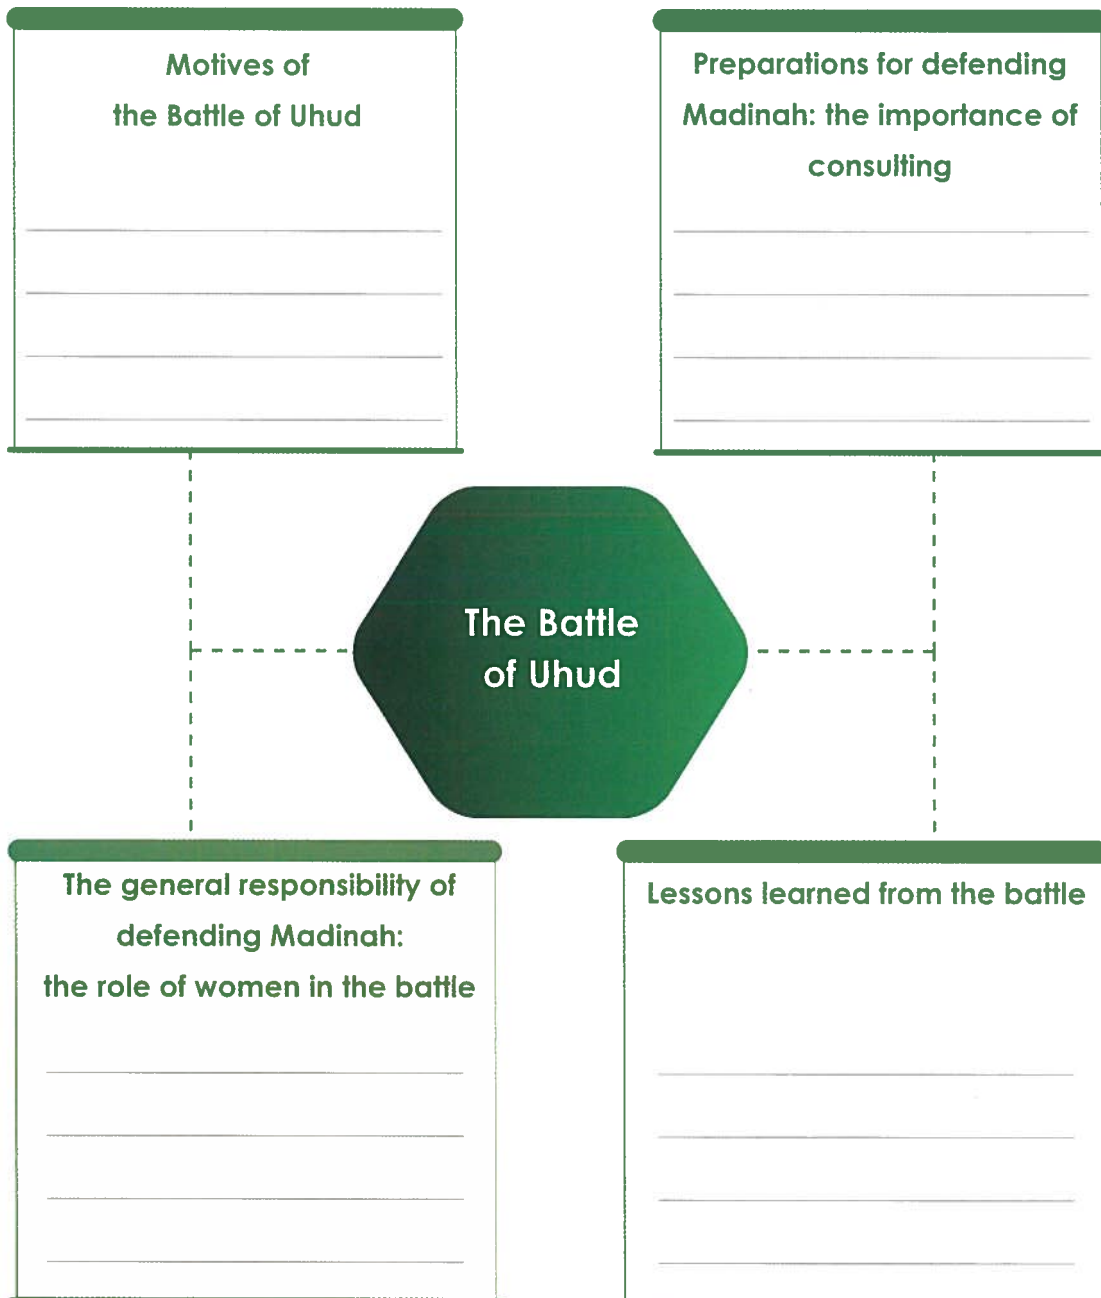 Motives of
the Battle of Uhud
Preparations for defending
Madinah: the importance of
consulting
The Battle
of Uhud
The general responsibility of
defending Madinah:
the role of women in the battle
Lessons learned from the battle